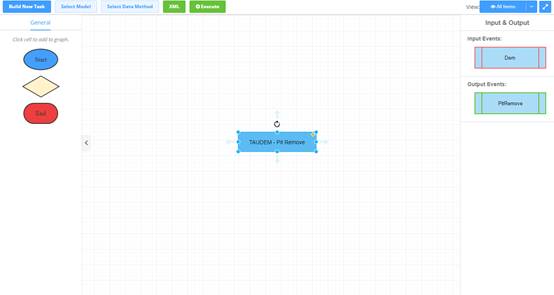 Build New Task
Select Model
Select Data Method
XML
Execute
View:
All Items
General
Click cell to add to graph.
Start
End
TAUDEM - Pit Remove
Input & Output
Input Events:
Dem
Output Events:
PitRemove